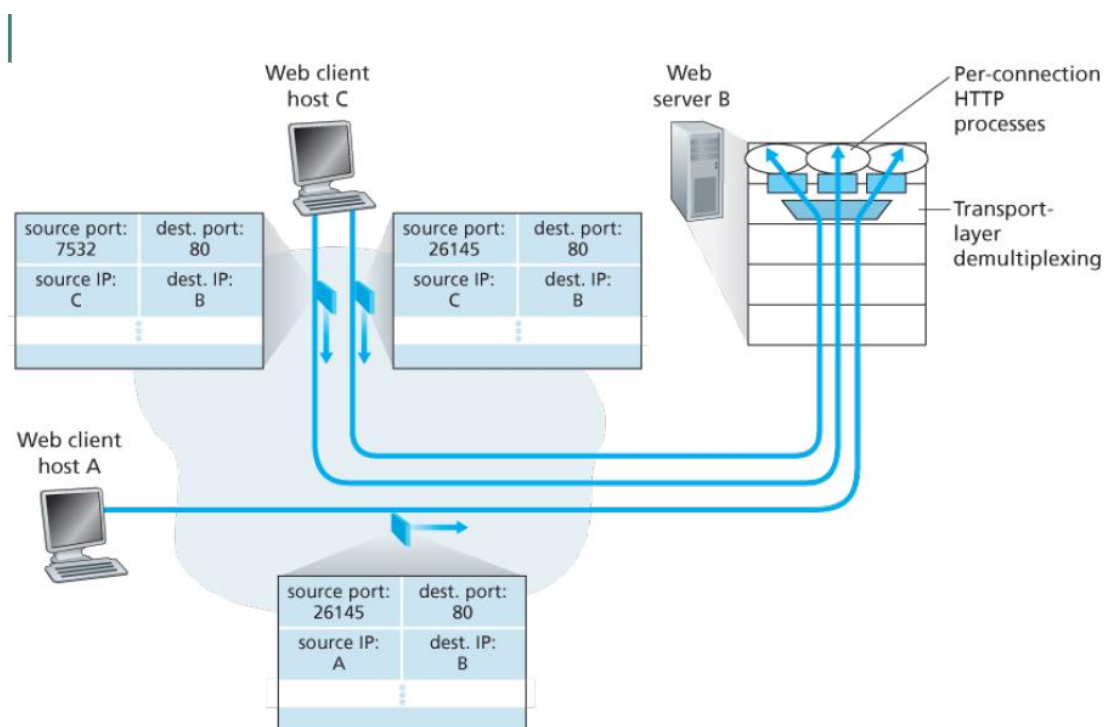 Web client
host C
Web
server B
Per-connection
HTTP
processes
Transport-
layer
demultiplexing
source port:
7532
dest. port:
80
source IP:
C
dest. IP:
B
source port:
26145
dest. port:
80
source IP:
C
dest. IP:
B
Web client
host A
source port:
26145
dest. port:
80
source IP:
A
dest. IP:
B